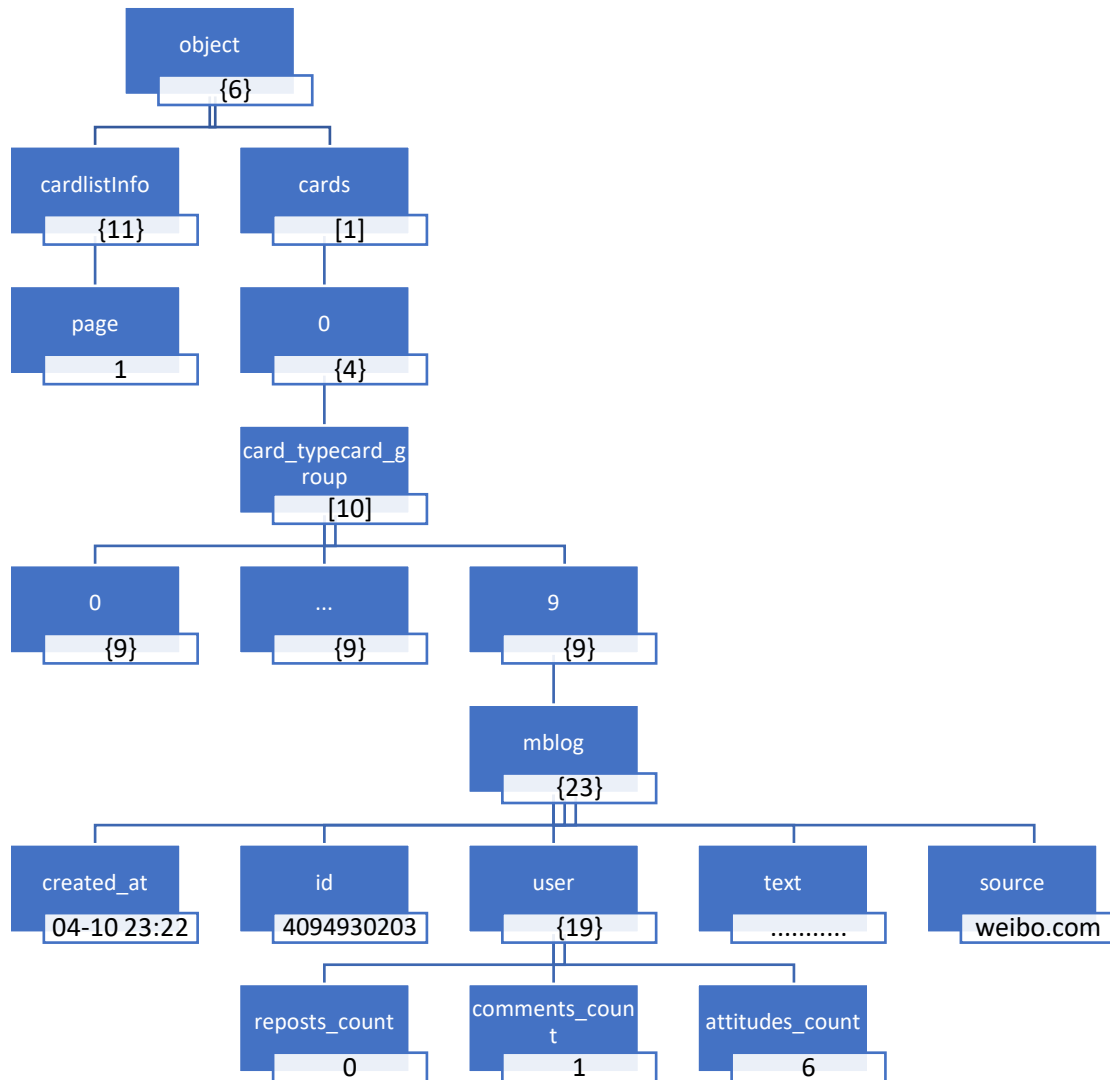 object
{6}
cardlistInfo
{11}
cards
[1]
page
1
0
{4}
card_typecard_g
roup
[10]
0
{9}
...
{9}
9
{9}
mblog
{23}
created_at
04-10 23:22
id
4094930203
user
{19}
text
...........
source
weibo.com
reposts_count
0
comments_coun
t
1
attitudes_count
6